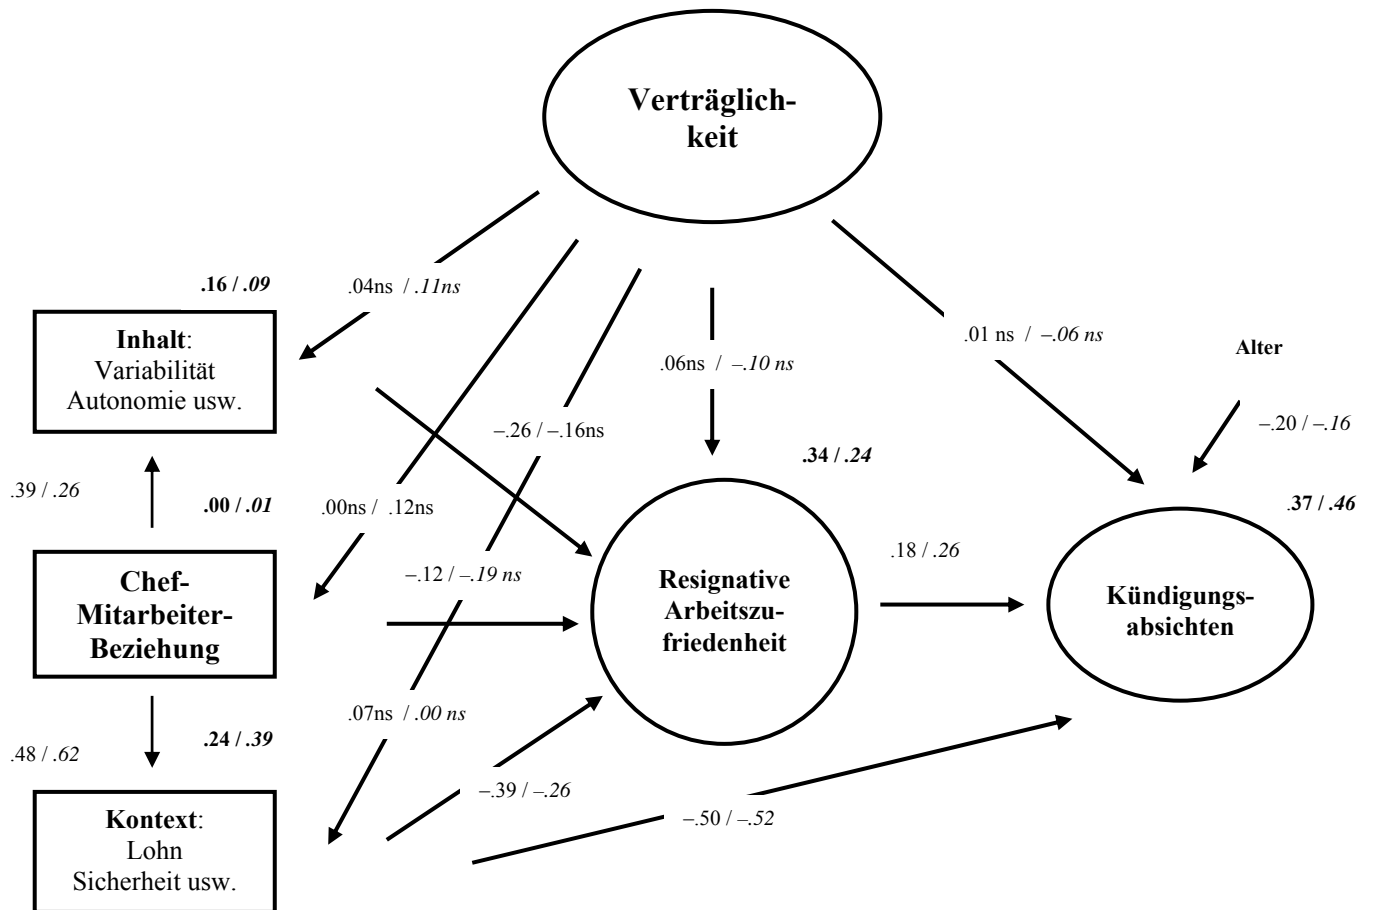 Verträglich-
keit
.16 / .09
.04ns / .11ns
Inhalt:
Variabilität
Autonomie usw.
.01 ns / –.06 ns
Alter
.06ns / –.10 ns
–.20 / –.16
–.26 / –.16ns
.34 / .24
.39 / .26
.00 / .01
.00ns / .12ns
.37 / .46
.18 / .26
–.12 / –.19 ns
Chef-
Mitarbeiter-
Beziehung
Resignative
Arbeitszu-
friedenheit
Kündigungs-
absichten
.07ns / .00 ns
.48 / .62
.24 / .39
–.39 / –.26
–.50 / –.52
Kontext:
Lohn
Sicherheit usw.